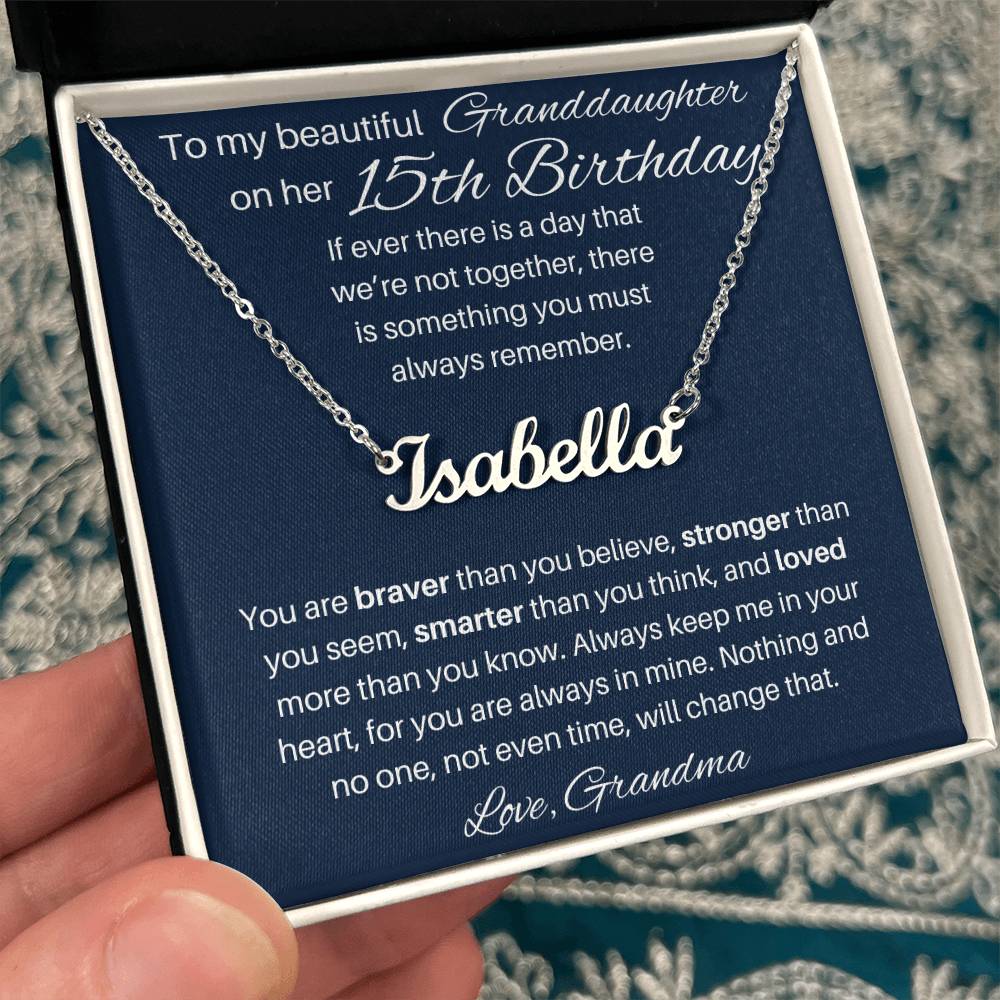 To my beautiful Granddaughter
on her 15th Birthday
If ever there is a day that
we’re not together, there
is something you must
always remember.
Isabella
You are braver than you believe, stronger than
you seem, smarter than you think, and loved
more than you know. Always keep me in your
heart, for you are always in mine. Nothing and
no one, not even time, will change that.
Love, Grandma